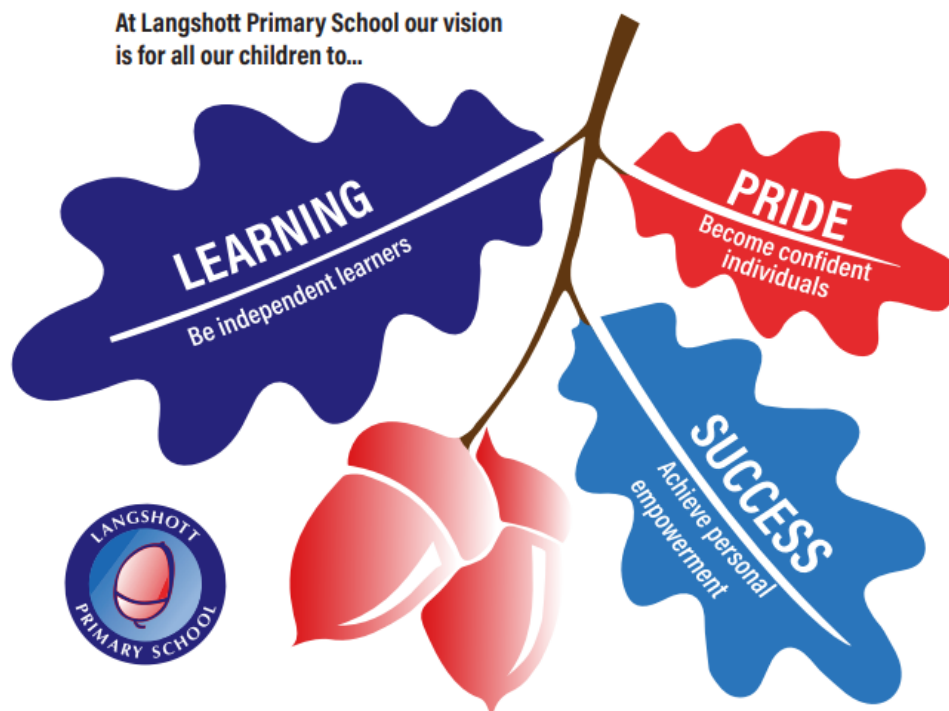 At Langshott Primary School our vision
is for all our children to...
LEARNING
Be independent learners
PRIDE
Become confident
individuals
SUCCESS
Achieve personal
empowerment
LANGSHOTT
PRIMARY SCHOOL